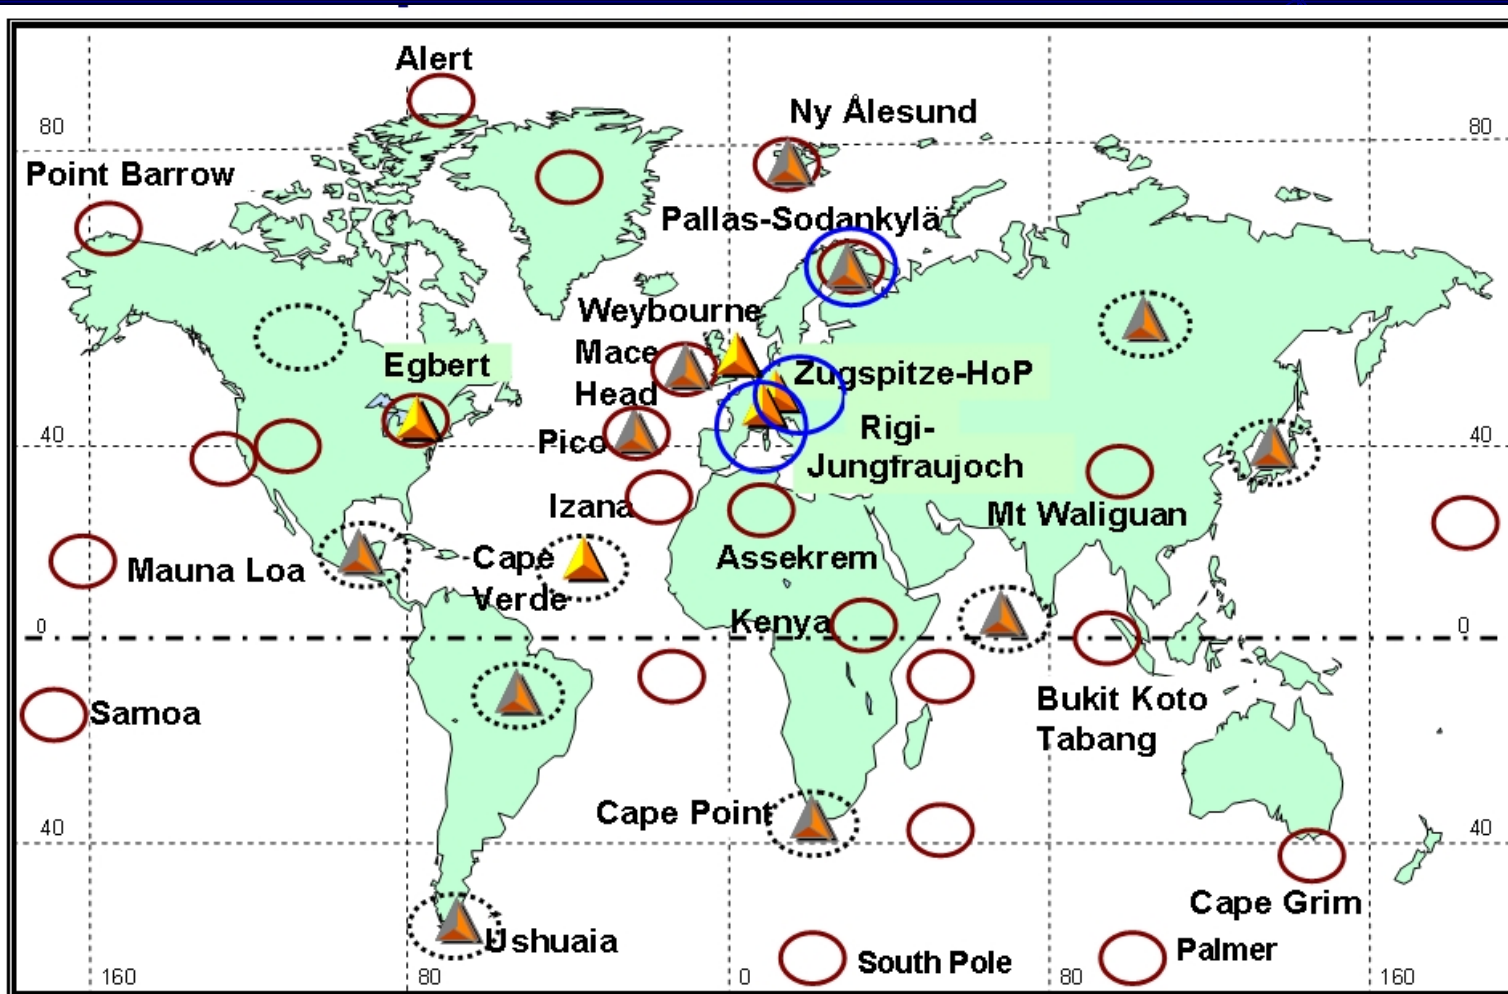 Alert
Ny Ålesund
80
80
Point Barrow
Pallas-Sodankylä
Weybourne
Mace
Head
Egbert
Zugspitze-HoP
Pico
Rigi-
Jungfraujoch
40
40
Izana
Mt Waliguan
Assekrem
Mauna Loa
Cape
Verde
Kenya
0
0
Samoa
Bukit Koto
Tabang
Cape Point
40
40
Cape Grim
Ushuaia
South Pole
Palmer
160
80
0
80
160